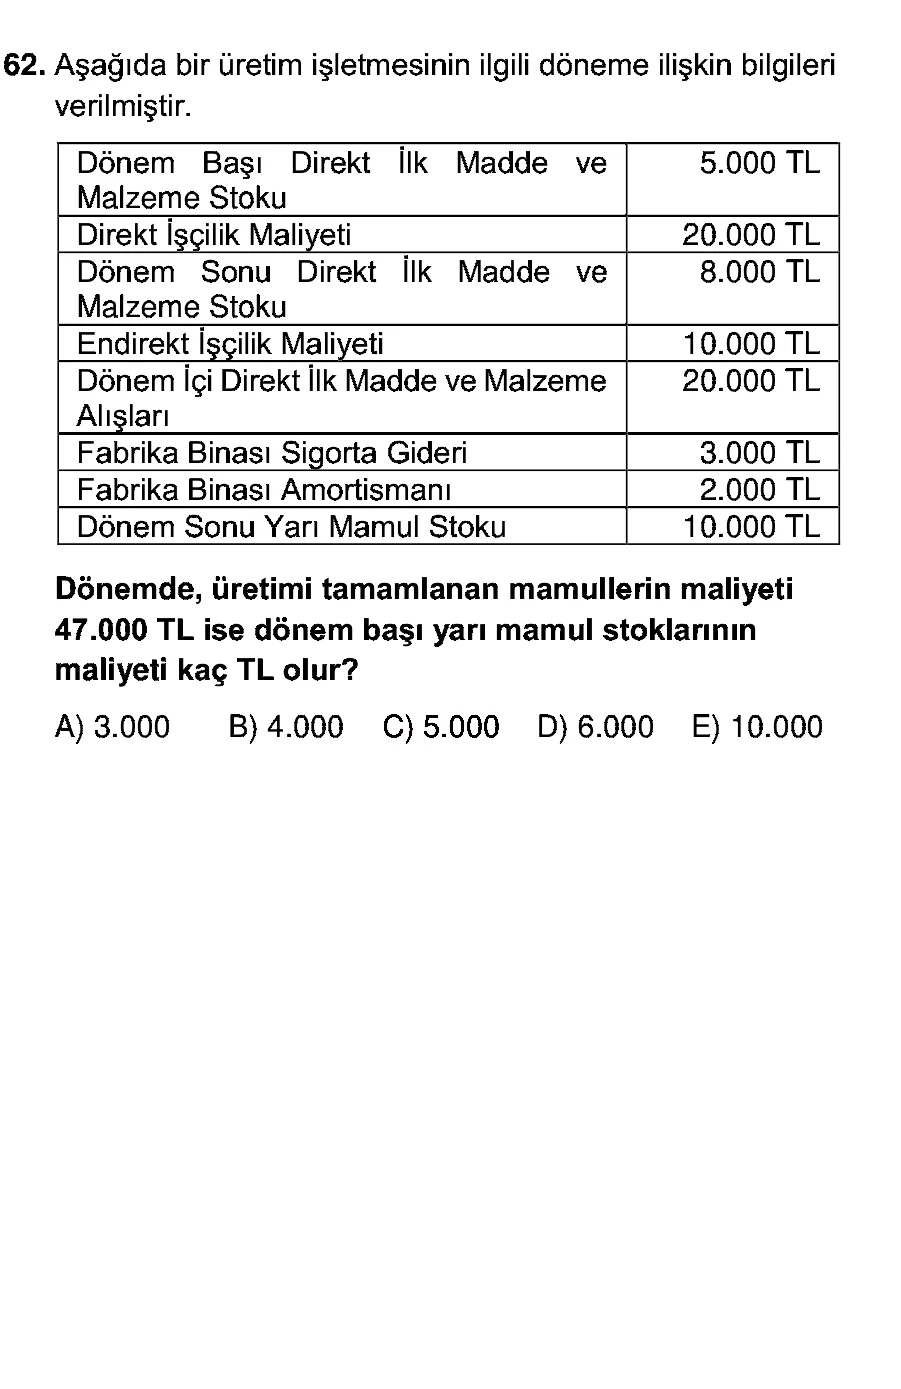 62. Aşağıda bir üretim işletmesinin ilgili döneme ilişkin bilgileri
verilmiştir.
Dönem Başı Direkt İlk Madde ve 5.000 TL
Malzeme Stoku
Direkt İşçilik Maliyeti 20.000 TL
Dönem Sonu Direkt İlk Madde ve 8.000 TL
Malzeme Stoku
Endirekt İşçilik Maliyeti 10.000 TL
Dönem İçi Direkt İlk Madde ve Malzeme 20.000 TL
Alışları
Fabrika Binası Sigorta Gideri 3.000 TL
Fabrika Binası Amortismanı 2.000 TL
Dönem Sonu Yarı Mamul Stoku 10.000 TL
Dönemde, üretimi tamamlanan mamullerin maliyeti
47.000 TL ise dönem başı yarı mamul stoklarının
maliyeti kaç TL olur?
A) 3.000 B) 4.000 C) 5.000 D) 6.000 E) 10.000